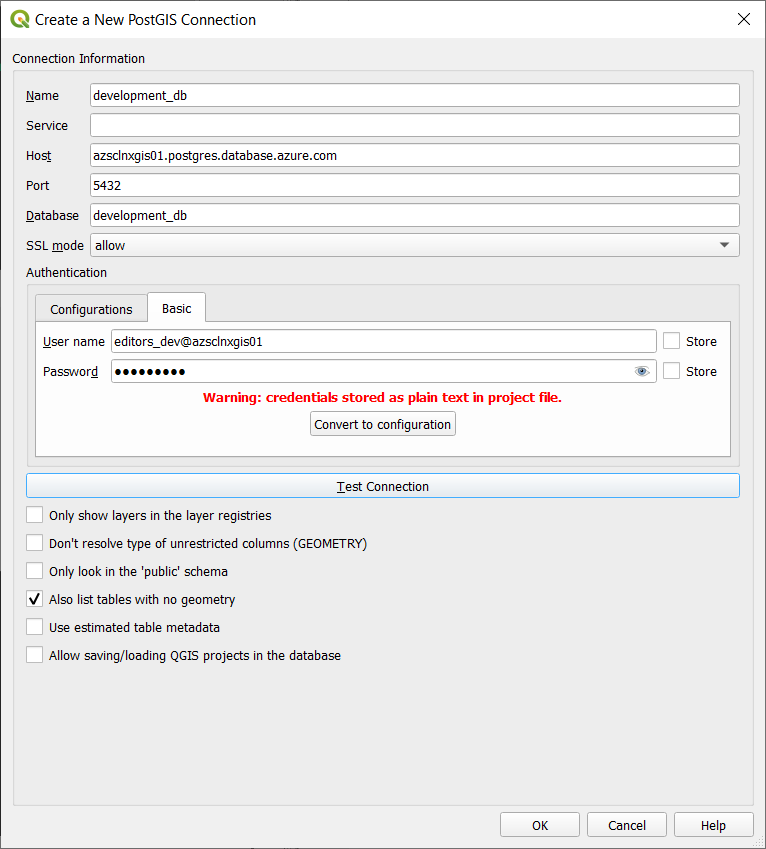 Create a New PostGIS Connection
Connection Information
Name development_db
Service
Host azsclnxgis01.postgres.database.azure.com
Port 5432
Database development_db
SSL mode allow
Authentication
Configurations Basic
User name editors_dev@azsclnxgis01 Store
Password ●●●●●●●●● Store
Warning: credentials stored as plain text in project file.
Convert to configuration
Test Connection
Only show layers in the layer registries
Don't resolve type of unrestricted columns (GEOMETRY)
Only look in the 'public' schema
Also list tables with no geometry
Use estimated table metadata
Allow saving/loading QGIS projects in the database
OK Cancel Help